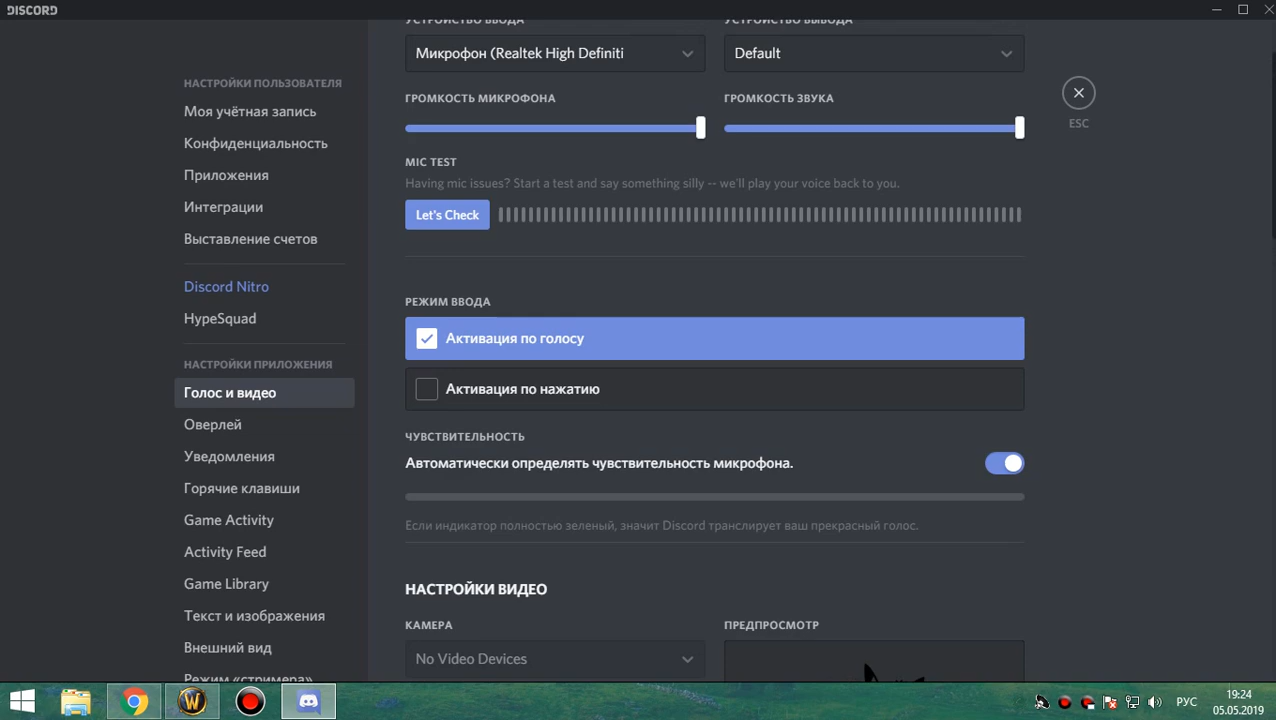 DISCORD
УСТРОЙСТВО ВВОДА
УСТРОЙСТВО ВЫВОДА
Микрофон (Realtek High Definiti
Default
ГРОМКОСТЬ МИКРОФОНА
ГРОМКОСТЬ ЗВУКА
ESC
MIC TEST
Having mic issues? Start a test and say something silly -- we'll play your voice back to you.
Let's Check
РЕЖИМ ВВОДА
Активация по голосу
Активация по нажатию
ЧУВСТВИТЕЛЬНОСТЬ
Автоматически определять чувствительность микрофона.
Если индикатор полностью зеленый, значит Discord транслирует ваш прекрасный голос.
НАСТРОЙКИ ВИДЕО
КАМЕРА
ПРЕДПРОСМОТР
No Video Devices
НАСТРОЙКИ ПОЛЬЗОВАТЕЛЯ
Моя учётная запись
Конфиденциальность
Приложения
Интеграции
Выставление счетов
Discord Nitro
HypeSquad
НАСТРОЙКИ ПРИЛОЖЕНИЯ
Голос и видео
Оверлей
Уведомления
Горячие клавиши
Game Activity
Activity Feed
Game Library
Текст и изображения
Внешний вид
Режим «стримера»
РУС
19:24
05.05.2019